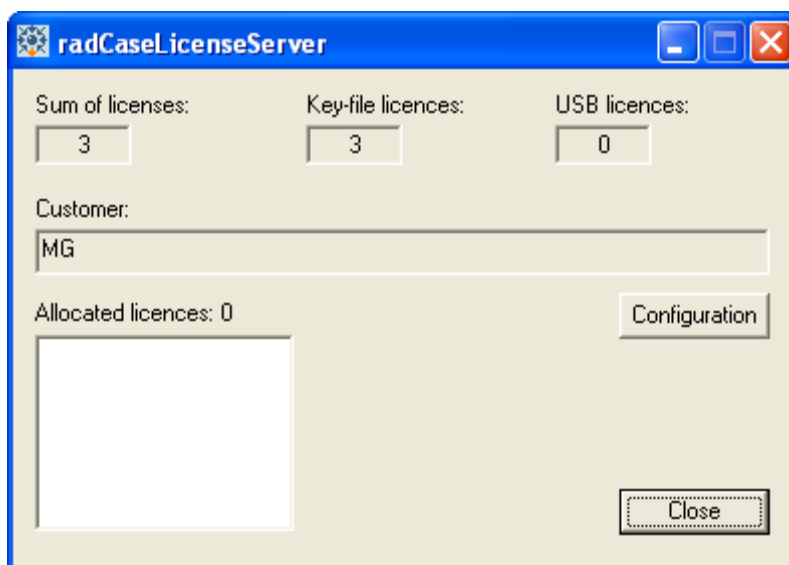 radCaseLicenseServer
Sum of licenses: Key-file licences: USB licences:
3 3 0
Customer:
MG
Allocated licences: 0
Configuration
Close